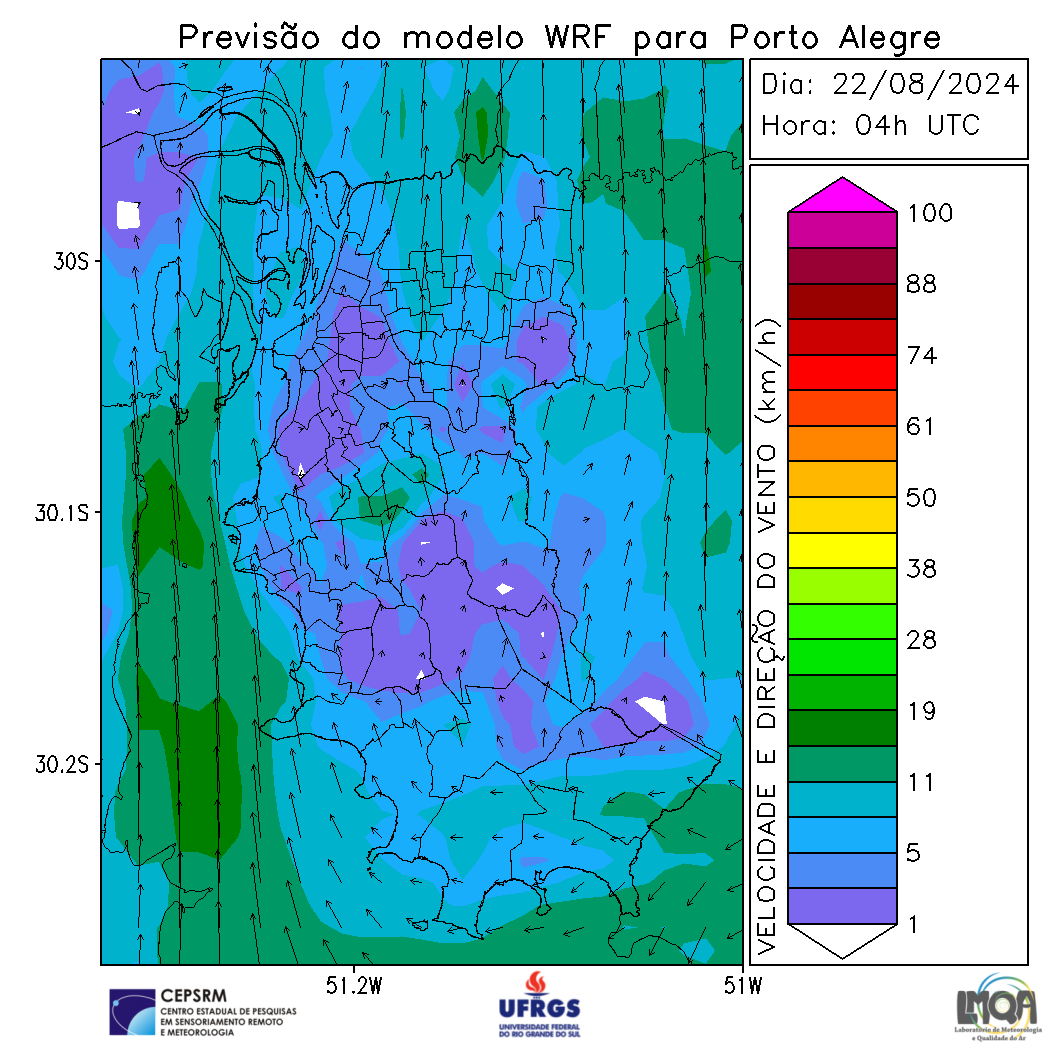 Previsão do modelo WRF para Porto Alegre
Dia: 22/08/2024
Hora: 04h UTC
30S
30.1S
30.2S
51.2W
51W
VELOCIDADE E DIREÇÃO DO VENTO (km/h)
100
88
74
61
50
38
28
19
11
5
1
CEPSRM
CENTRO ESTADUAL DE PESQUISAS
EM SENSORIAMENTO REMOTO
E METEOROLOGIA
UFRGS
UNIVERSIDADE FEDERAL
DO RIO GRANDE DO SUL
LMQA
Laboratório de Meteorologia
e Qualidade do Ar